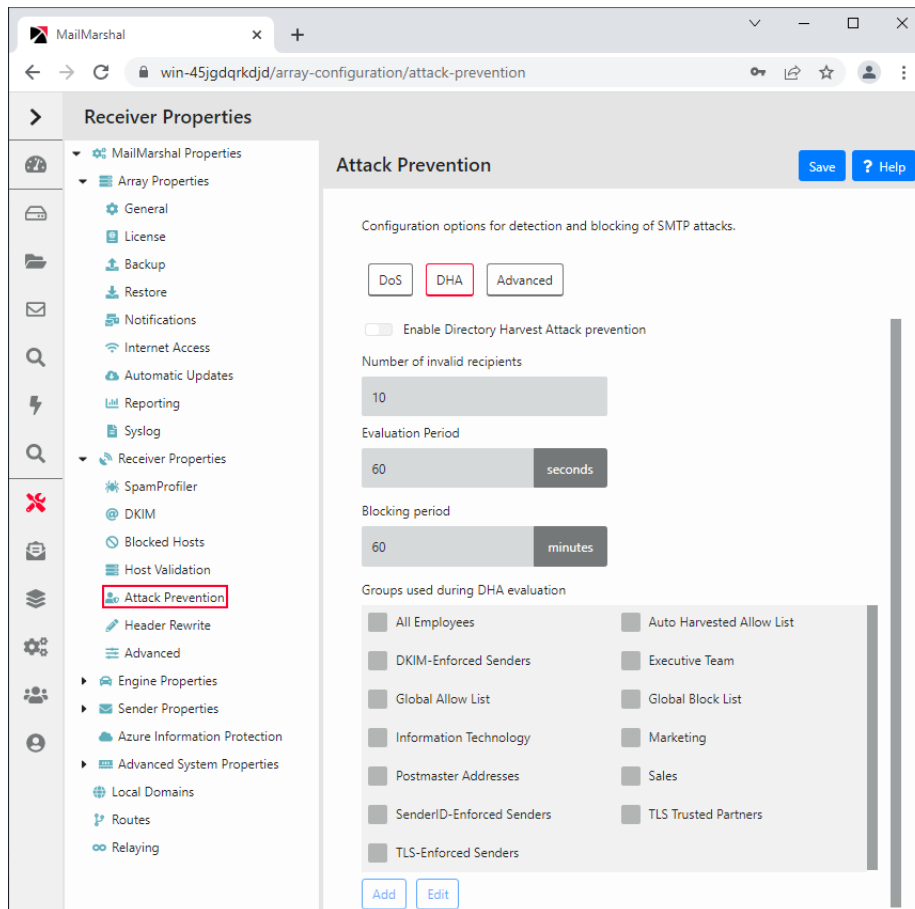 MailMarshal
win-45jgdqrkdjd/array-configuration/attack-prevention
Receiver Properties
MailMarshal Properties
Array Properties
General
License
Backup
Restore
Notifications
Internet Access
Automatic Updates
Reporting
Syslog
Receiver Properties
SpamProfiler
DKIM
Blocked Hosts
Host Validation
Attack Prevention
Header Rewrite
Advanced
Engine Properties
Sender Properties
Azure Information Protection
Advanced System Properties
Local Domains
Routes
Relaying
Attack Prevention
Save ? Help
Configuration options for detection and blocking of SMTP attacks.
DoS DHA Advanced
Enable Directory Harvest Attack prevention
Number of invalid recipients
10
Evaluation Period
60 seconds
Blocking period
60 minutes
Groups used during DHA evaluation
All Employees Auto Harvested Allow List
DKIM-Enforced Senders Executive Team
Global Allow List Global Block List
Information Technology Marketing
Postmaster Addresses Sales
SenderID-Enforced Senders TLS Trusted Partners
TLS-Enforced Senders
Add Edit